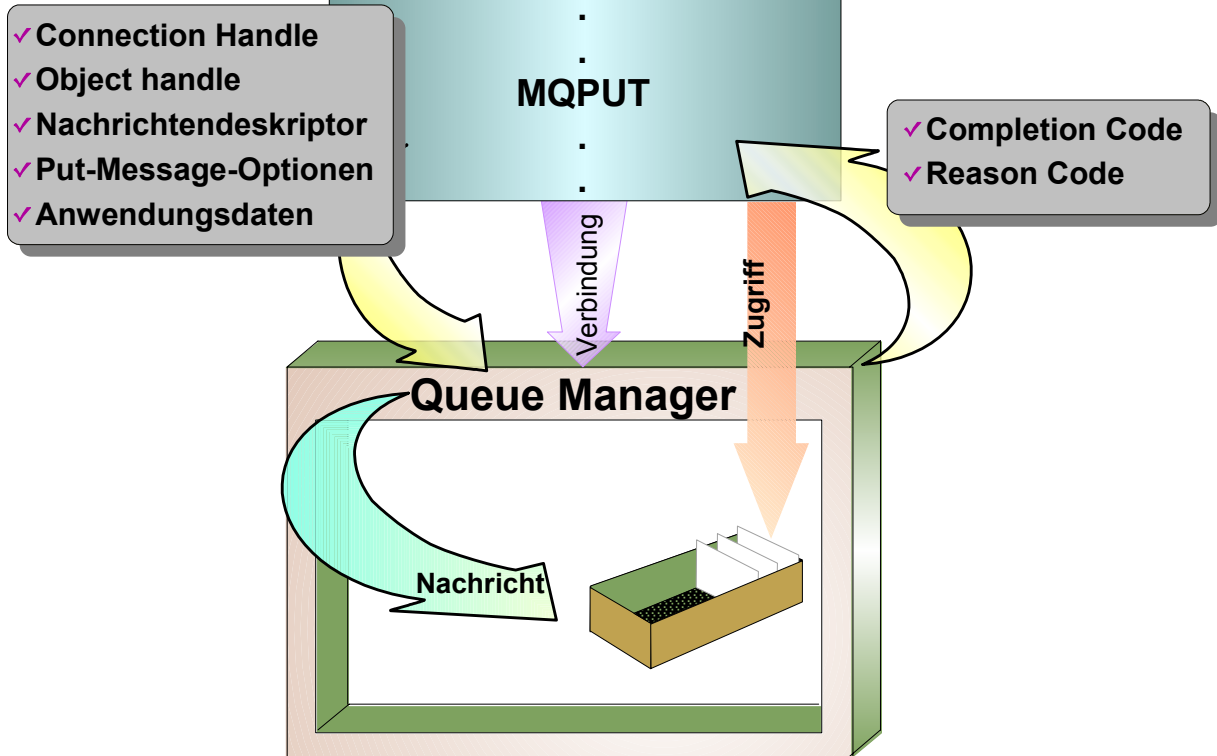 Connection Handle
Object handle
Nachrichtendeskriptor
Put-Message-Optionen
Anwendungsdaten
MQPUT
Completion Code
Reason Code
Verbindung
Zugriff
Queue Manager
Nachricht